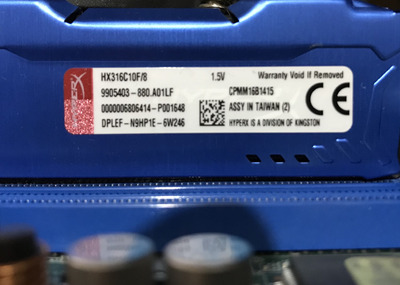 HX316C10F/8 1.5V Warranty Void If Removed
9905403-880.A01LF CPMM16B1415
0000006806414-P001648 ASSY IN TAIWAN (2)
DPLEF-N9HP1E-6W246 HYPERX IS A DIVISION OF KINGSTON
CE